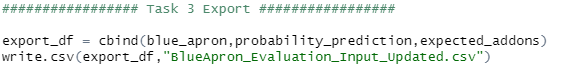 ################# Task 3 Export #################
export_df = cbind(blue_apron,probability_prediction,expected_addons)
write.csv(export_df,"BlueApron_Evaluation_Input_Updated.csv")